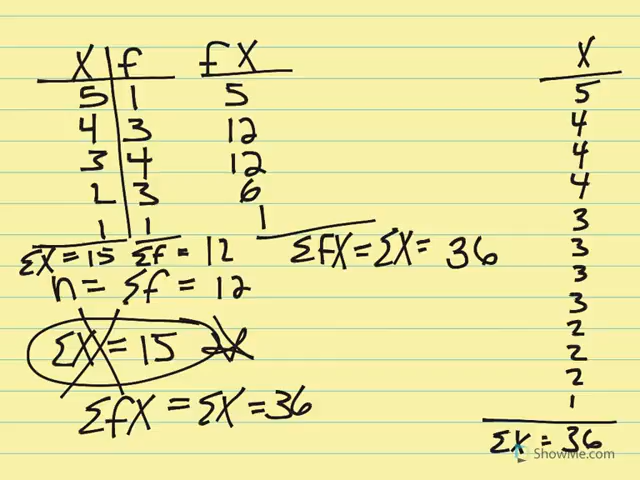 X f fX
5 1 5
4 3 12
3 4 12
2 3 6
1 1 1
ΣX = 15 Σf = 12 ΣfX = ΣX = 36
n = Σf = 12
ΣX = 15
ΣfX = ΣX = 36
X
5
4
4
4
3
3
3
3
2
2
2
1
ΣX = 36
ShowMe.com